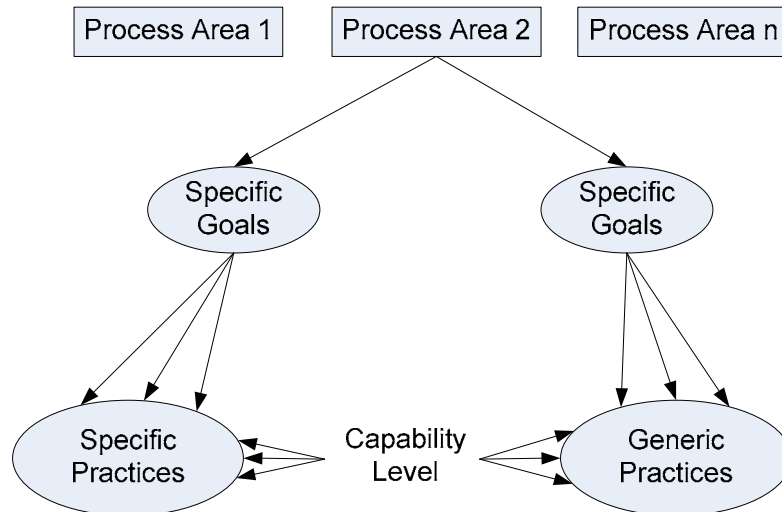 Process Area 1
Process Area 2
Process Area n
Specific
Goals
Specific
Goals
Specific
Practices
Capability
Level
Generic
Practices